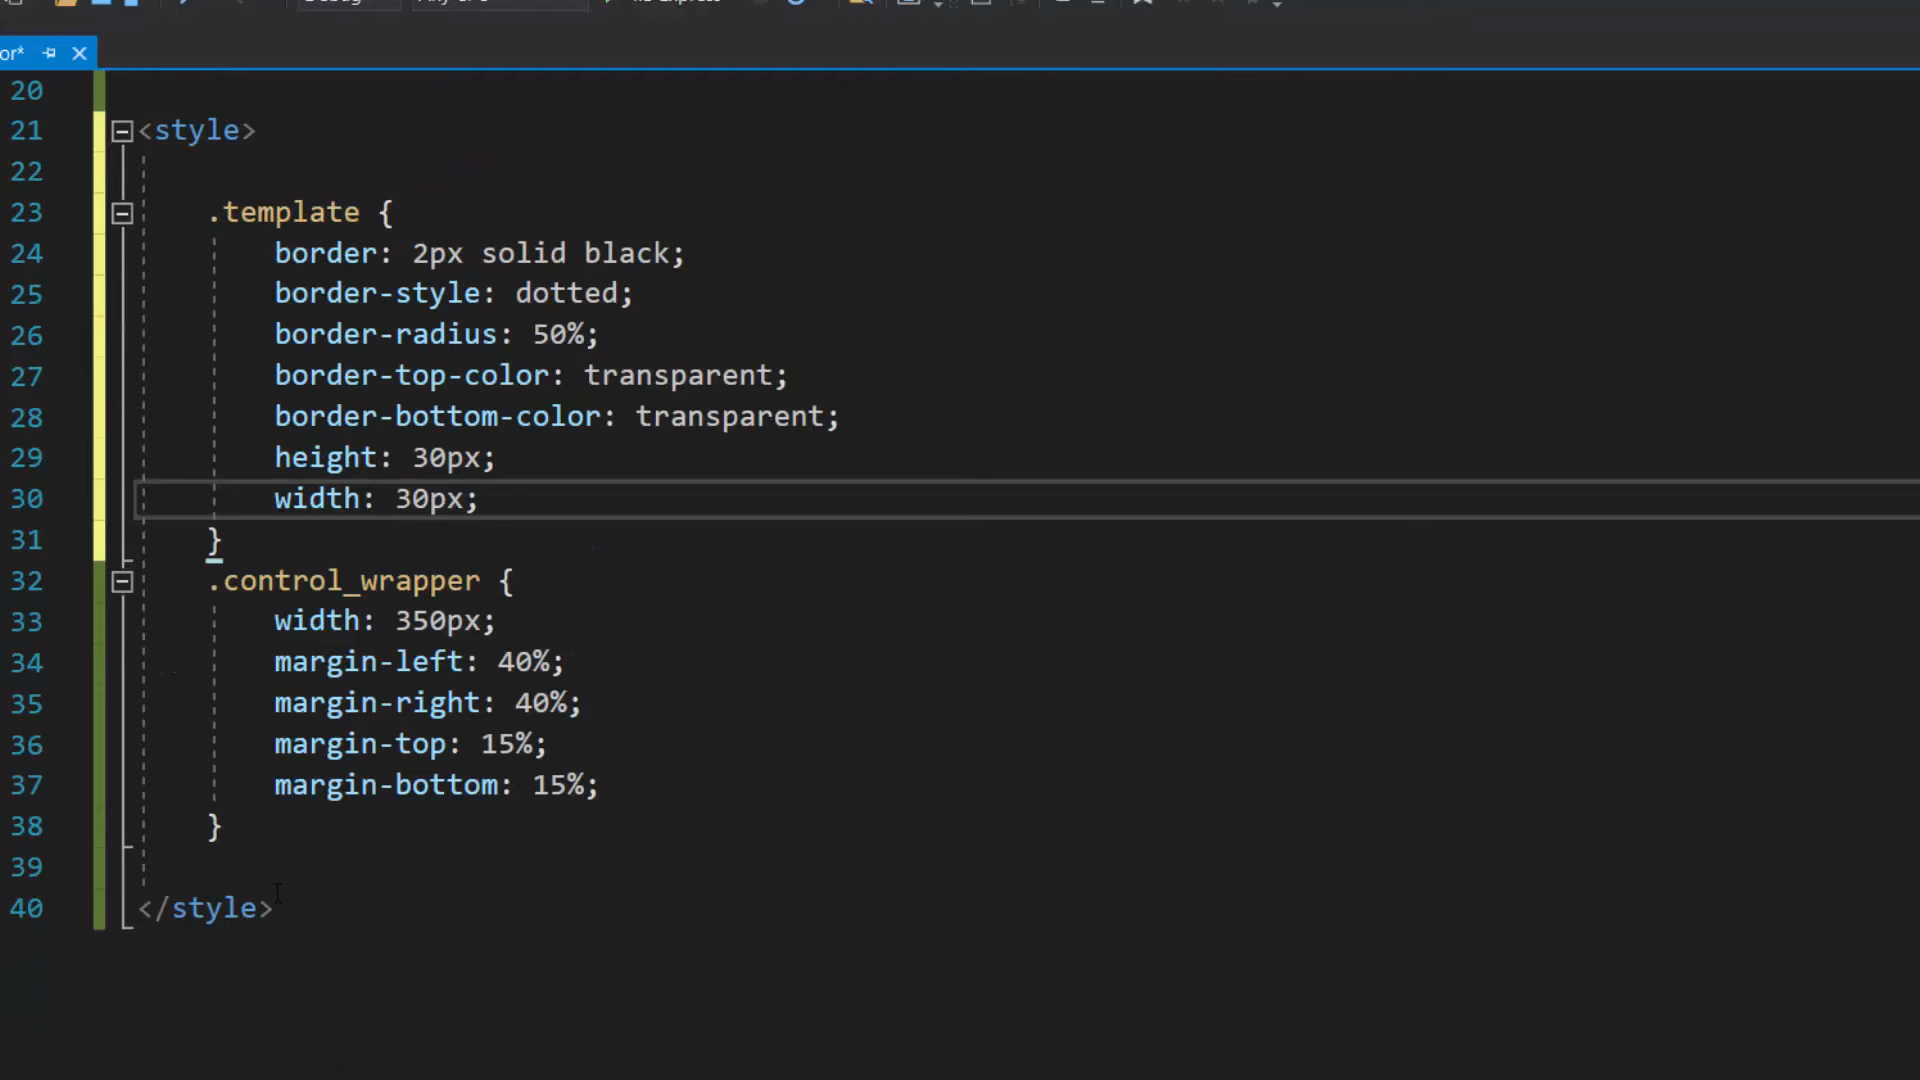 or*
20
21 <style>
22
23 .template {
24 border: 2px solid black;
25 border-style: dotted;
26 border-radius: 50%;
27 border-top-color: transparent;
28 border-bottom-color: transparent;
29 height: 30px;
30 width: 30px;
31 }
32 .control_wrapper {
33 width: 350px;
34 margin-left: 40%;
35 margin-right: 40%;
36 margin-top: 15%;
37 margin-bottom: 15%;
38 }
39
40 </style>